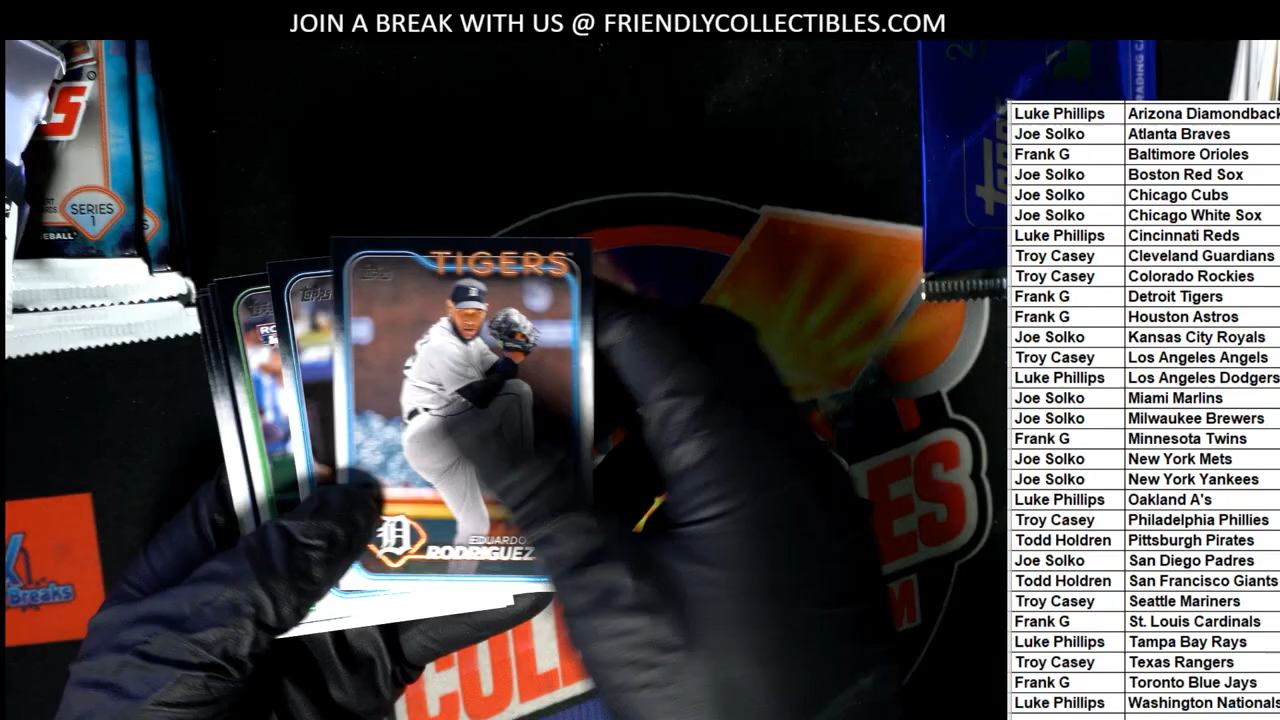 JOIN A BREAK WITH US @ FRIENDLYCOLLECTIBLES.COM
SERIES
1
TIGERS
topps
topps
EDUARDO
RODRIGUEZ
D
Breaks
COLL
ES
M
Luke Phillips Arizona Diamondback
Joe Solko Atlanta Braves
Frank G Baltimore Orioles
Joe Solko Boston Red Sox
Joe Solko Chicago Cubs
Joe Solko Chicago White Sox
Luke Phillips Cincinnati Reds
Troy Casey Cleveland Guardians
Troy Casey Colorado Rockies
Frank G Detroit Tigers
Frank G Houston Astros
Joe Solko Kansas City Royals
Troy Casey Los Angeles Angels
Luke Phillips Los Angeles Dodgers
Joe Solko Miami Marlins
Joe Solko Milwaukee Brewers
Frank G Minnesota Twins
Joe Solko New York Mets
Joe Solko New York Yankees
Luke Phillips Oakland A's
Troy Casey Philadelphia Phillies
Todd Holdren Pittsburgh Pirates
Joe Solko San Diego Padres
Todd Holdren San Francisco Giants
Troy Casey Seattle Mariners
Frank G St. Louis Cardinals
Luke Phillips Tampa Bay Rays
Troy Casey Texas Rangers
Frank G Toronto Blue Jays
Luke Phillips Washington Nationals